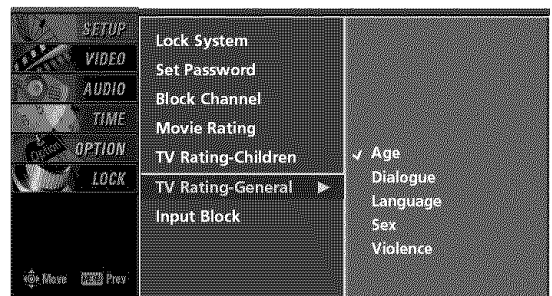 SETUP
VIDEO
AUDIO
TIME
OPTION
LOCK
Move
MENU Prev
Lock System
Set Password
Block Channel
Movie Rating
TV Rating-Children
TV Rating-General ▶
Input Block
✓ Age
Dialogue
Language
Sex
Violence